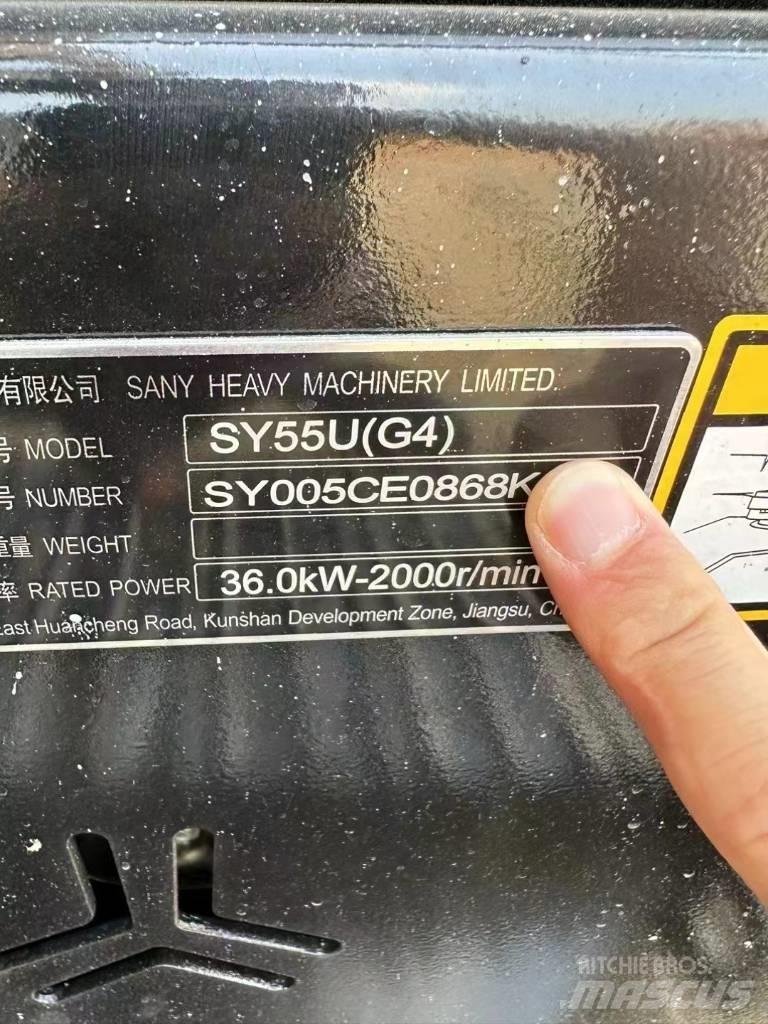 有限公司 SANY HEAVY MACHINERY LIMITED.
号 MODEL SY55U(G4)
号 NUMBER SY005CE0868K
重量 WEIGHT
率 RATED POWER 36.0kW-2000r/min
East Huancheng Road, Kunshan Development Zone, Jiangsu,
RITCHIE BROS.
MASCUS